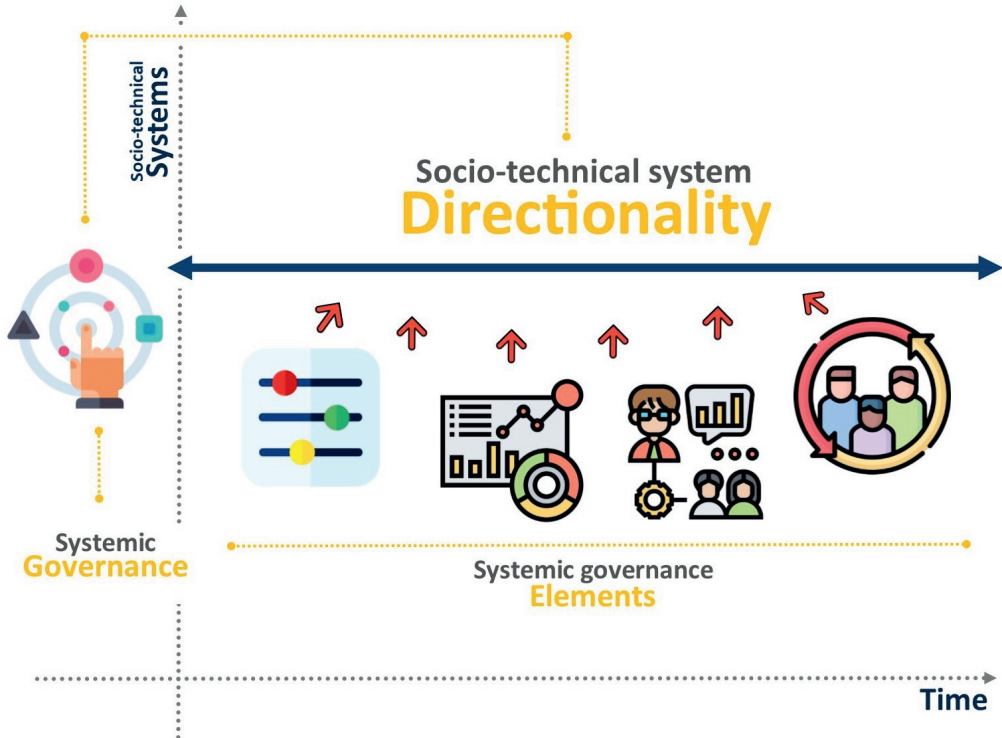 Socio-technical
Systems
Socio-technical system
Directionality
Systemic
Governance
Systemic governance
Elements
Time